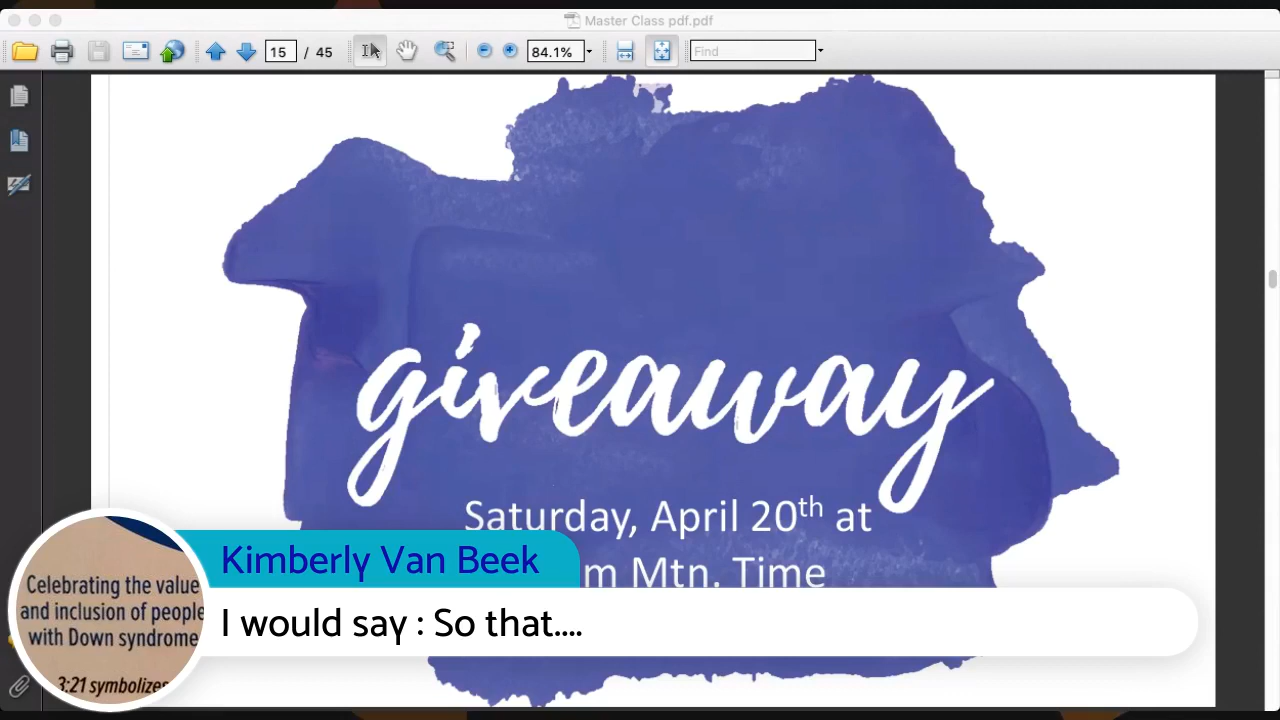 Master Class pdf.pdf
15 / 45
84.1%
Find
giveaway
Saturday, April 20th at
m Mtn. Time
Kimberly Van Beek
I would say : So that....
Celebrating the value
and inclusion of people
with Down syndrome
3:21 symbolizes